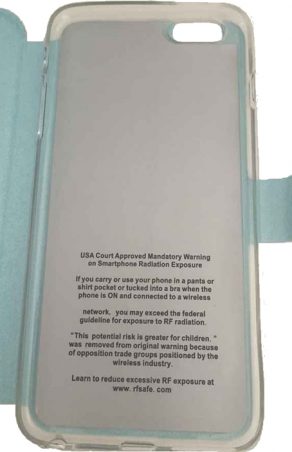 USA Court Approved Mandatory Warning
on Smartphone Radiation Exposure
If you carry or use your phone in a pants or
shirt pocket or tucked into a bra when the
phone is ON and connected to a wireless
network, you may exceed the federal
guideline for exposure to RF radiation.
"This potential risk is greater for children. "
was removed from original warning because
of opposition trade groups positioned by the
wireless industry.
Learn to reduce excessive RF exposure at
www. rfsafe. com